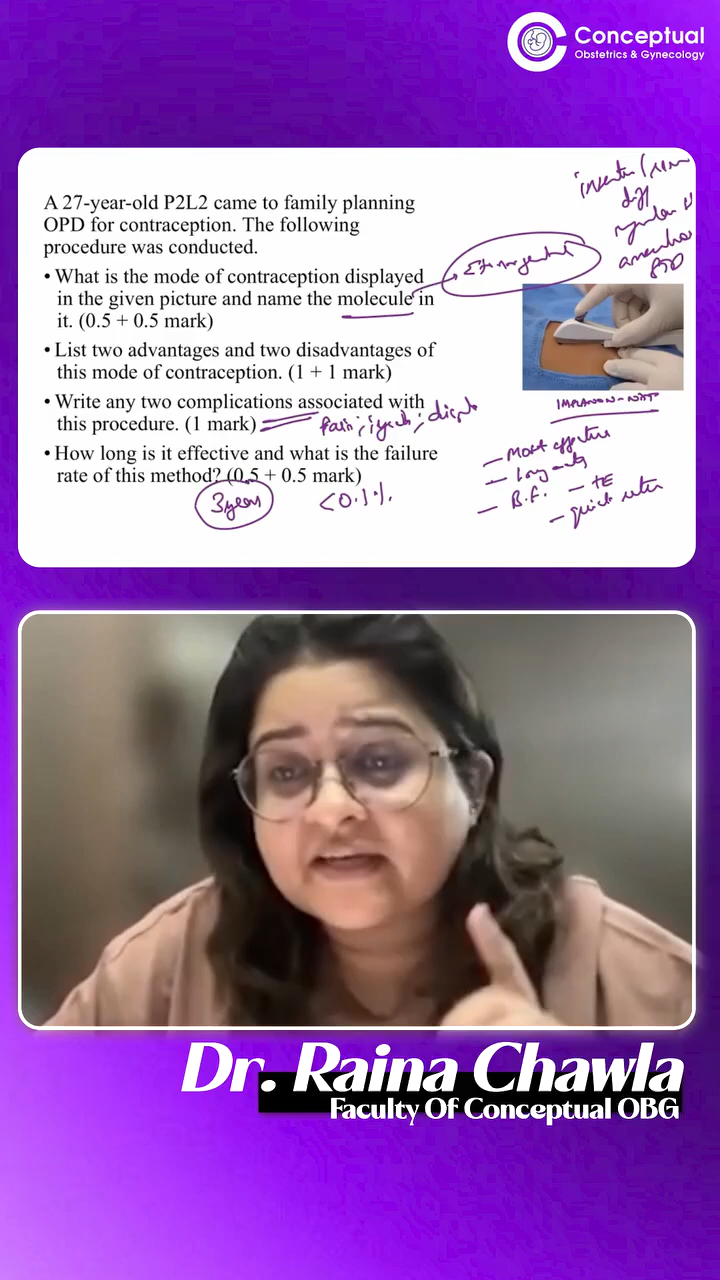 Conceptual
Obstetrics & Gynecology
A 27-year-old P2L2 came to family planning
OPD for contraception. The following
procedure was conducted.
• What is the mode of contraception displayed
in the given picture and name the molecule in
it. (0.5 + 0.5 mark)
• List two advantages and two disadvantages of
this mode of contraception. (1 + 1 mark)
• Write any two complications associated with
this procedure. (1 mark)
Pain;
• How long is it effective and what is the failure
rate of this method? (0.5 + 0.5 mark)
3 years
<0.1%
diff
IMPLANON-NXT
– Most effective
– long
– B.F.
– quick
Dr. Raina Chawla
Faculty Of Conceptual OBG